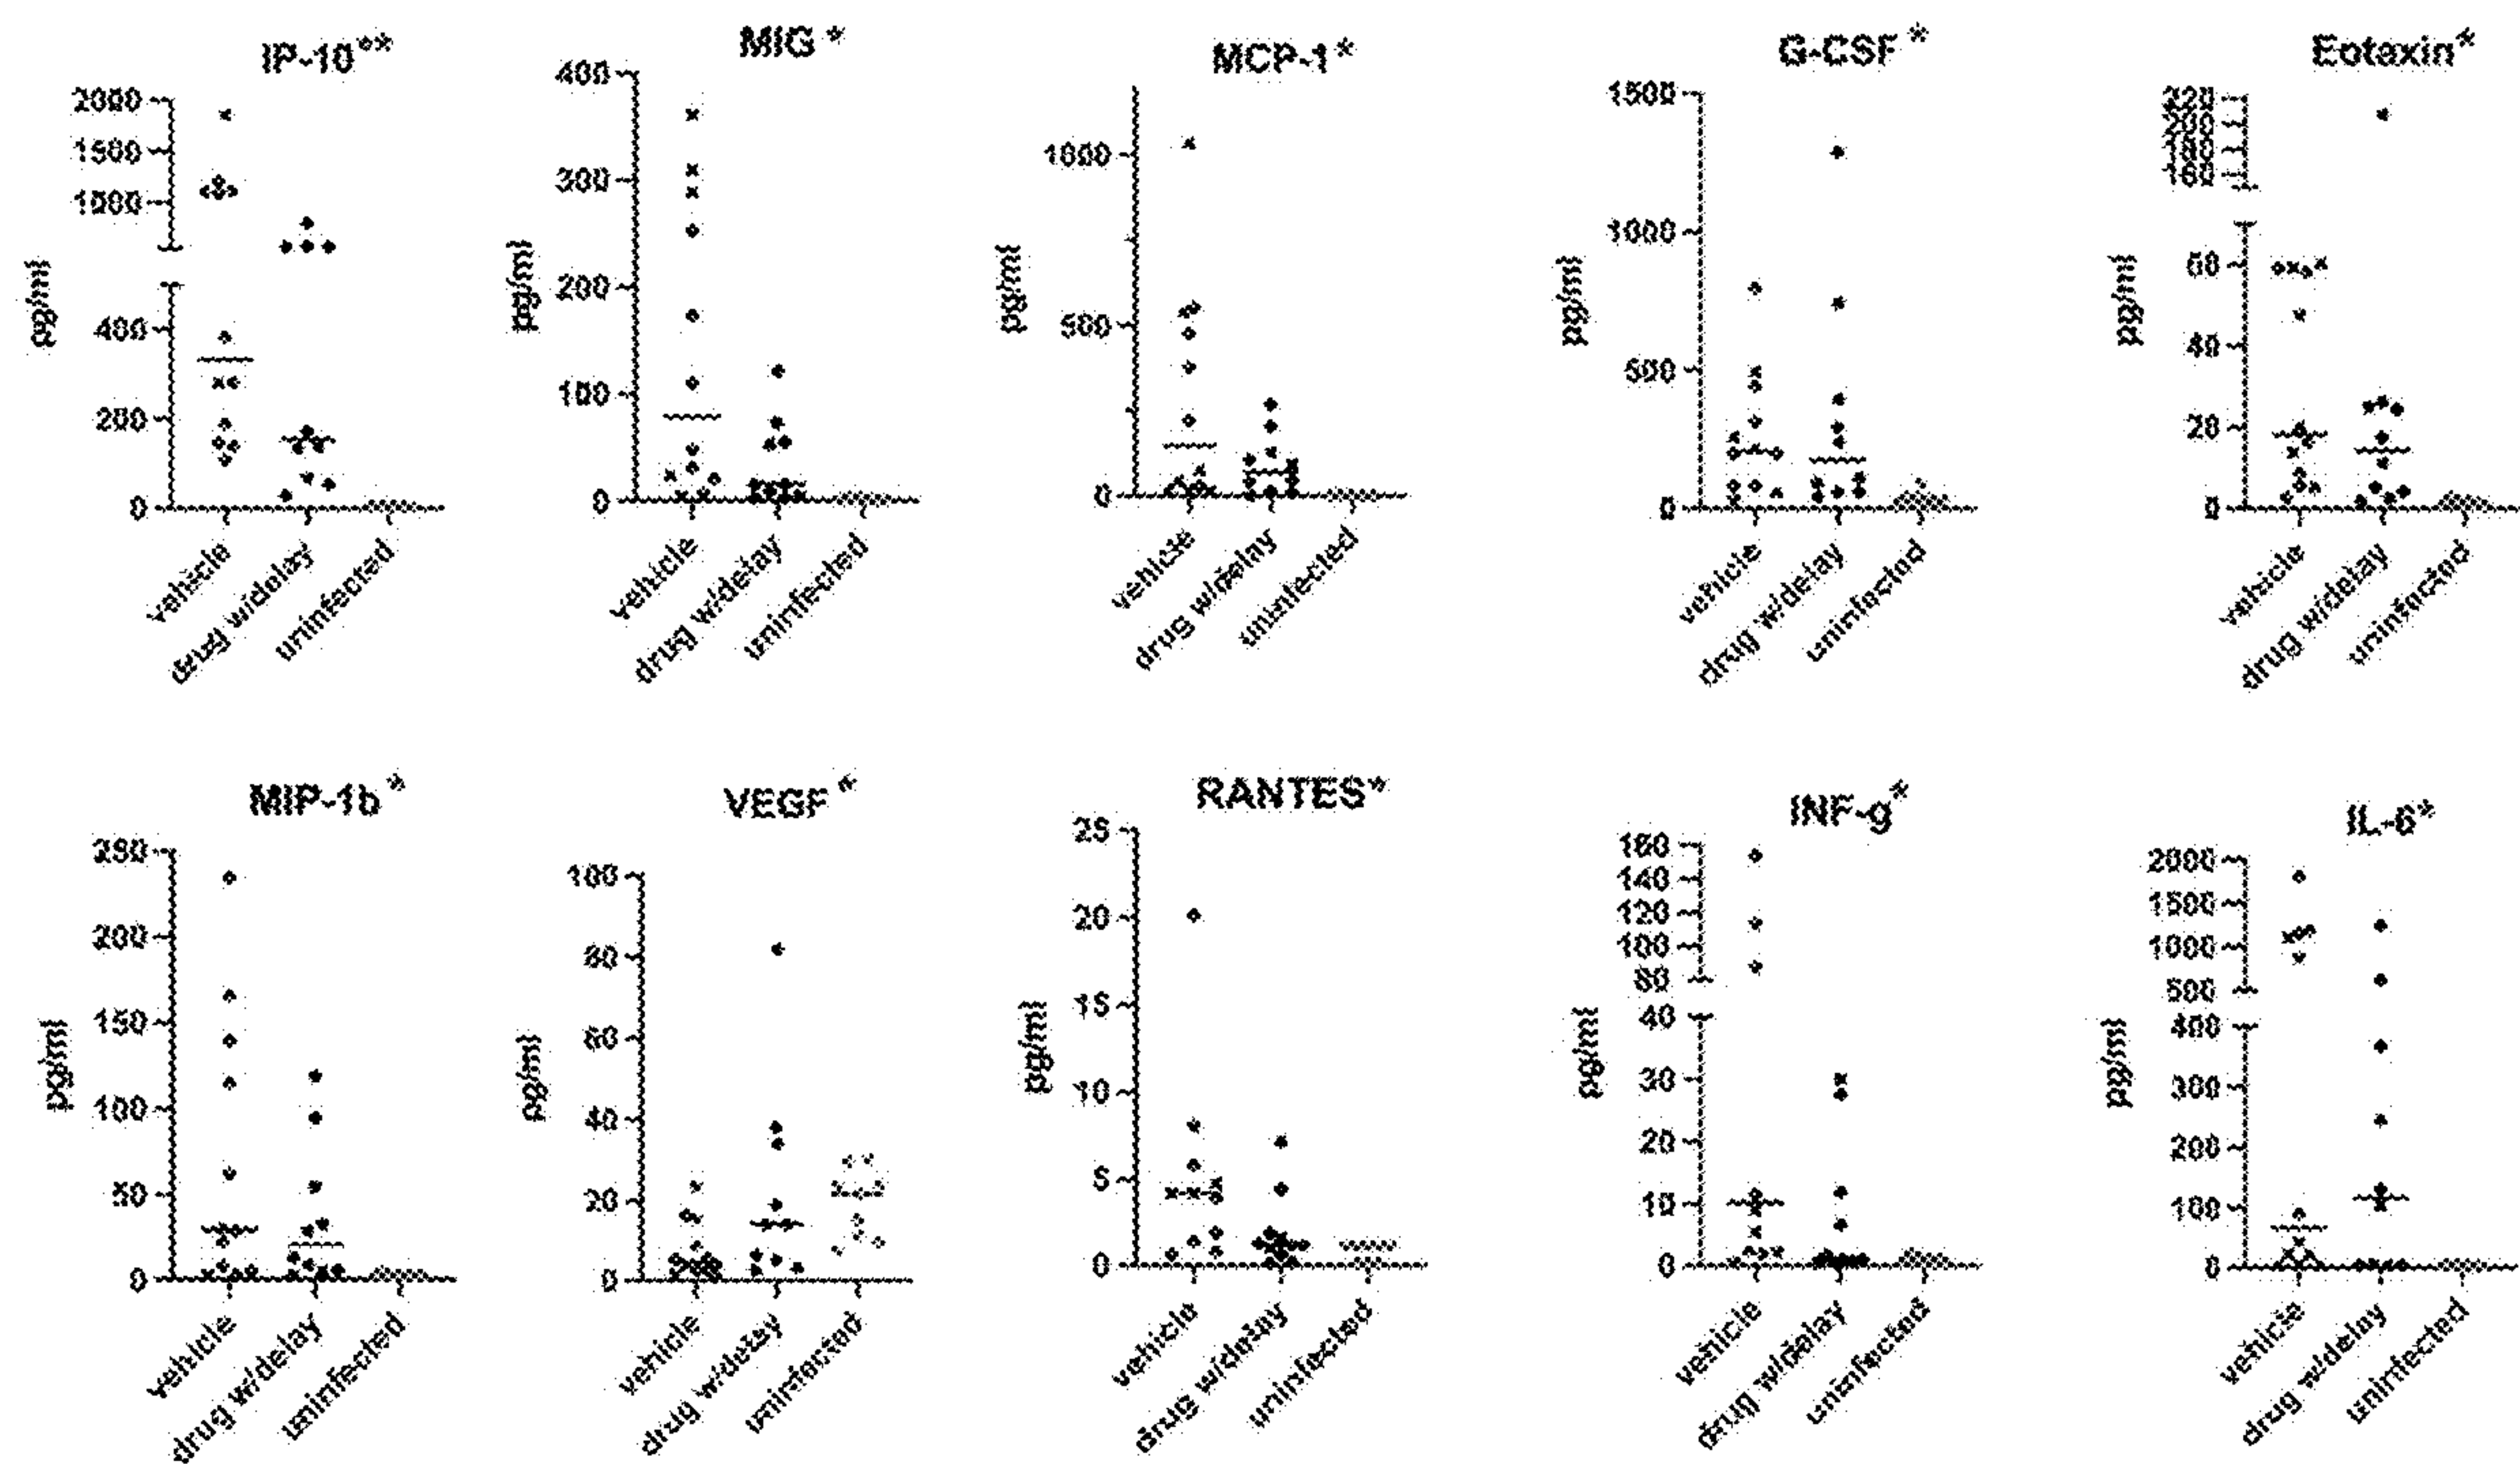 IP-10**
2000
1500
1000
400
200
0
pg/ml
vehicle
drug w/delay
uninfected
MIG *
400
300
200
100
0
pg/ml
vehicle
drug w/delay
uninfected
MCP-1*
1000
500
0
pg/ml
vehicle
drug w/delay
uninfected
G-CSF *
1500
1000
500
0
pg/ml
vehicle
drug w/delay
uninfected
Eotaxin*
220
200
180
160
60
40
20
0
pg/ml
vehicle
drug w/delay
uninfected
MIP-1b *
250
200
150
100
50
0
pg/ml
vehicle
drug w/delay
uninfected
VEGF *
100
80
60
40
20
0
pg/ml
vehicle
drug w/delay
uninfected
RANTES*
25
20
15
10
5
0
pg/ml
vehicle
drug w/delay
uninfected
INF-g*
160
140
120
100
80
40
30
20
10
0
pg/ml
vehicle
drug w/delay
uninfected
IL-6*
2000
1500
1000
500
400
300
200
100
0
pg/ml
vehicle
drug w/delay
uninfected